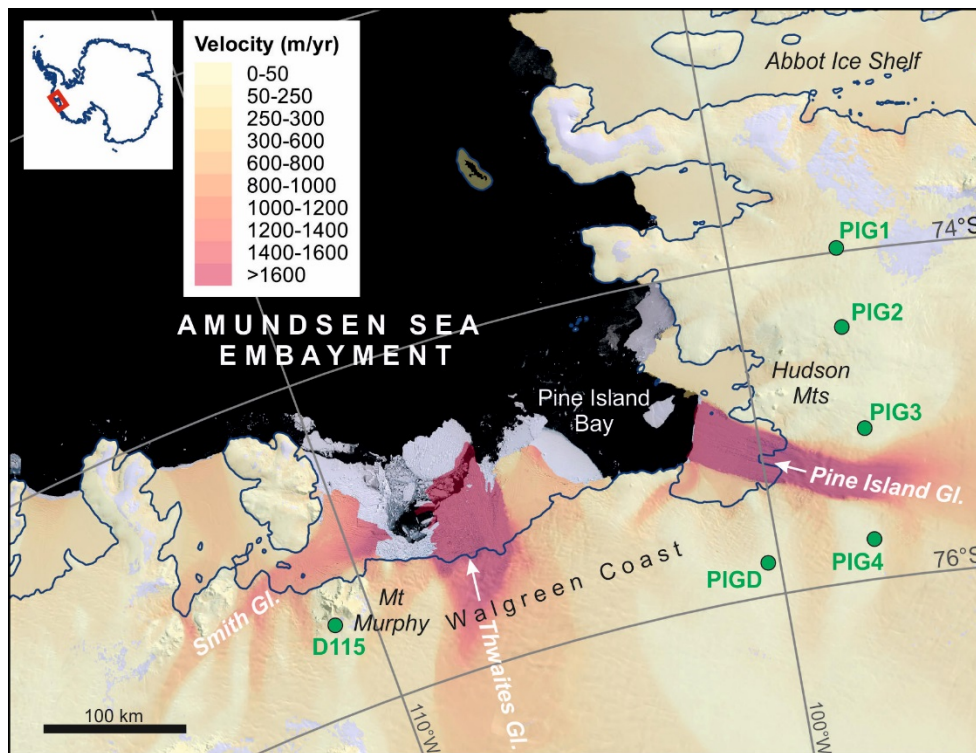 Velocity (m/yr)
0-50
50-250
250-300
300-600
600-800
800-1000
1000-1200
1200-1400
1400-1600
>1600
Abbot Ice Shelf
PIG1
74°S
PIG2
AMUNDSEN SEA
EMBAYMENT
Hudson
Mts
Pine Island
Bay
PIG3
Pine Island Gl.
PIG4
76°S
PIGD
Walgreen Coast
Mt
Murphy
Smith Gl.
D115
Thwaites Gl.
100 km
110°W
100°W